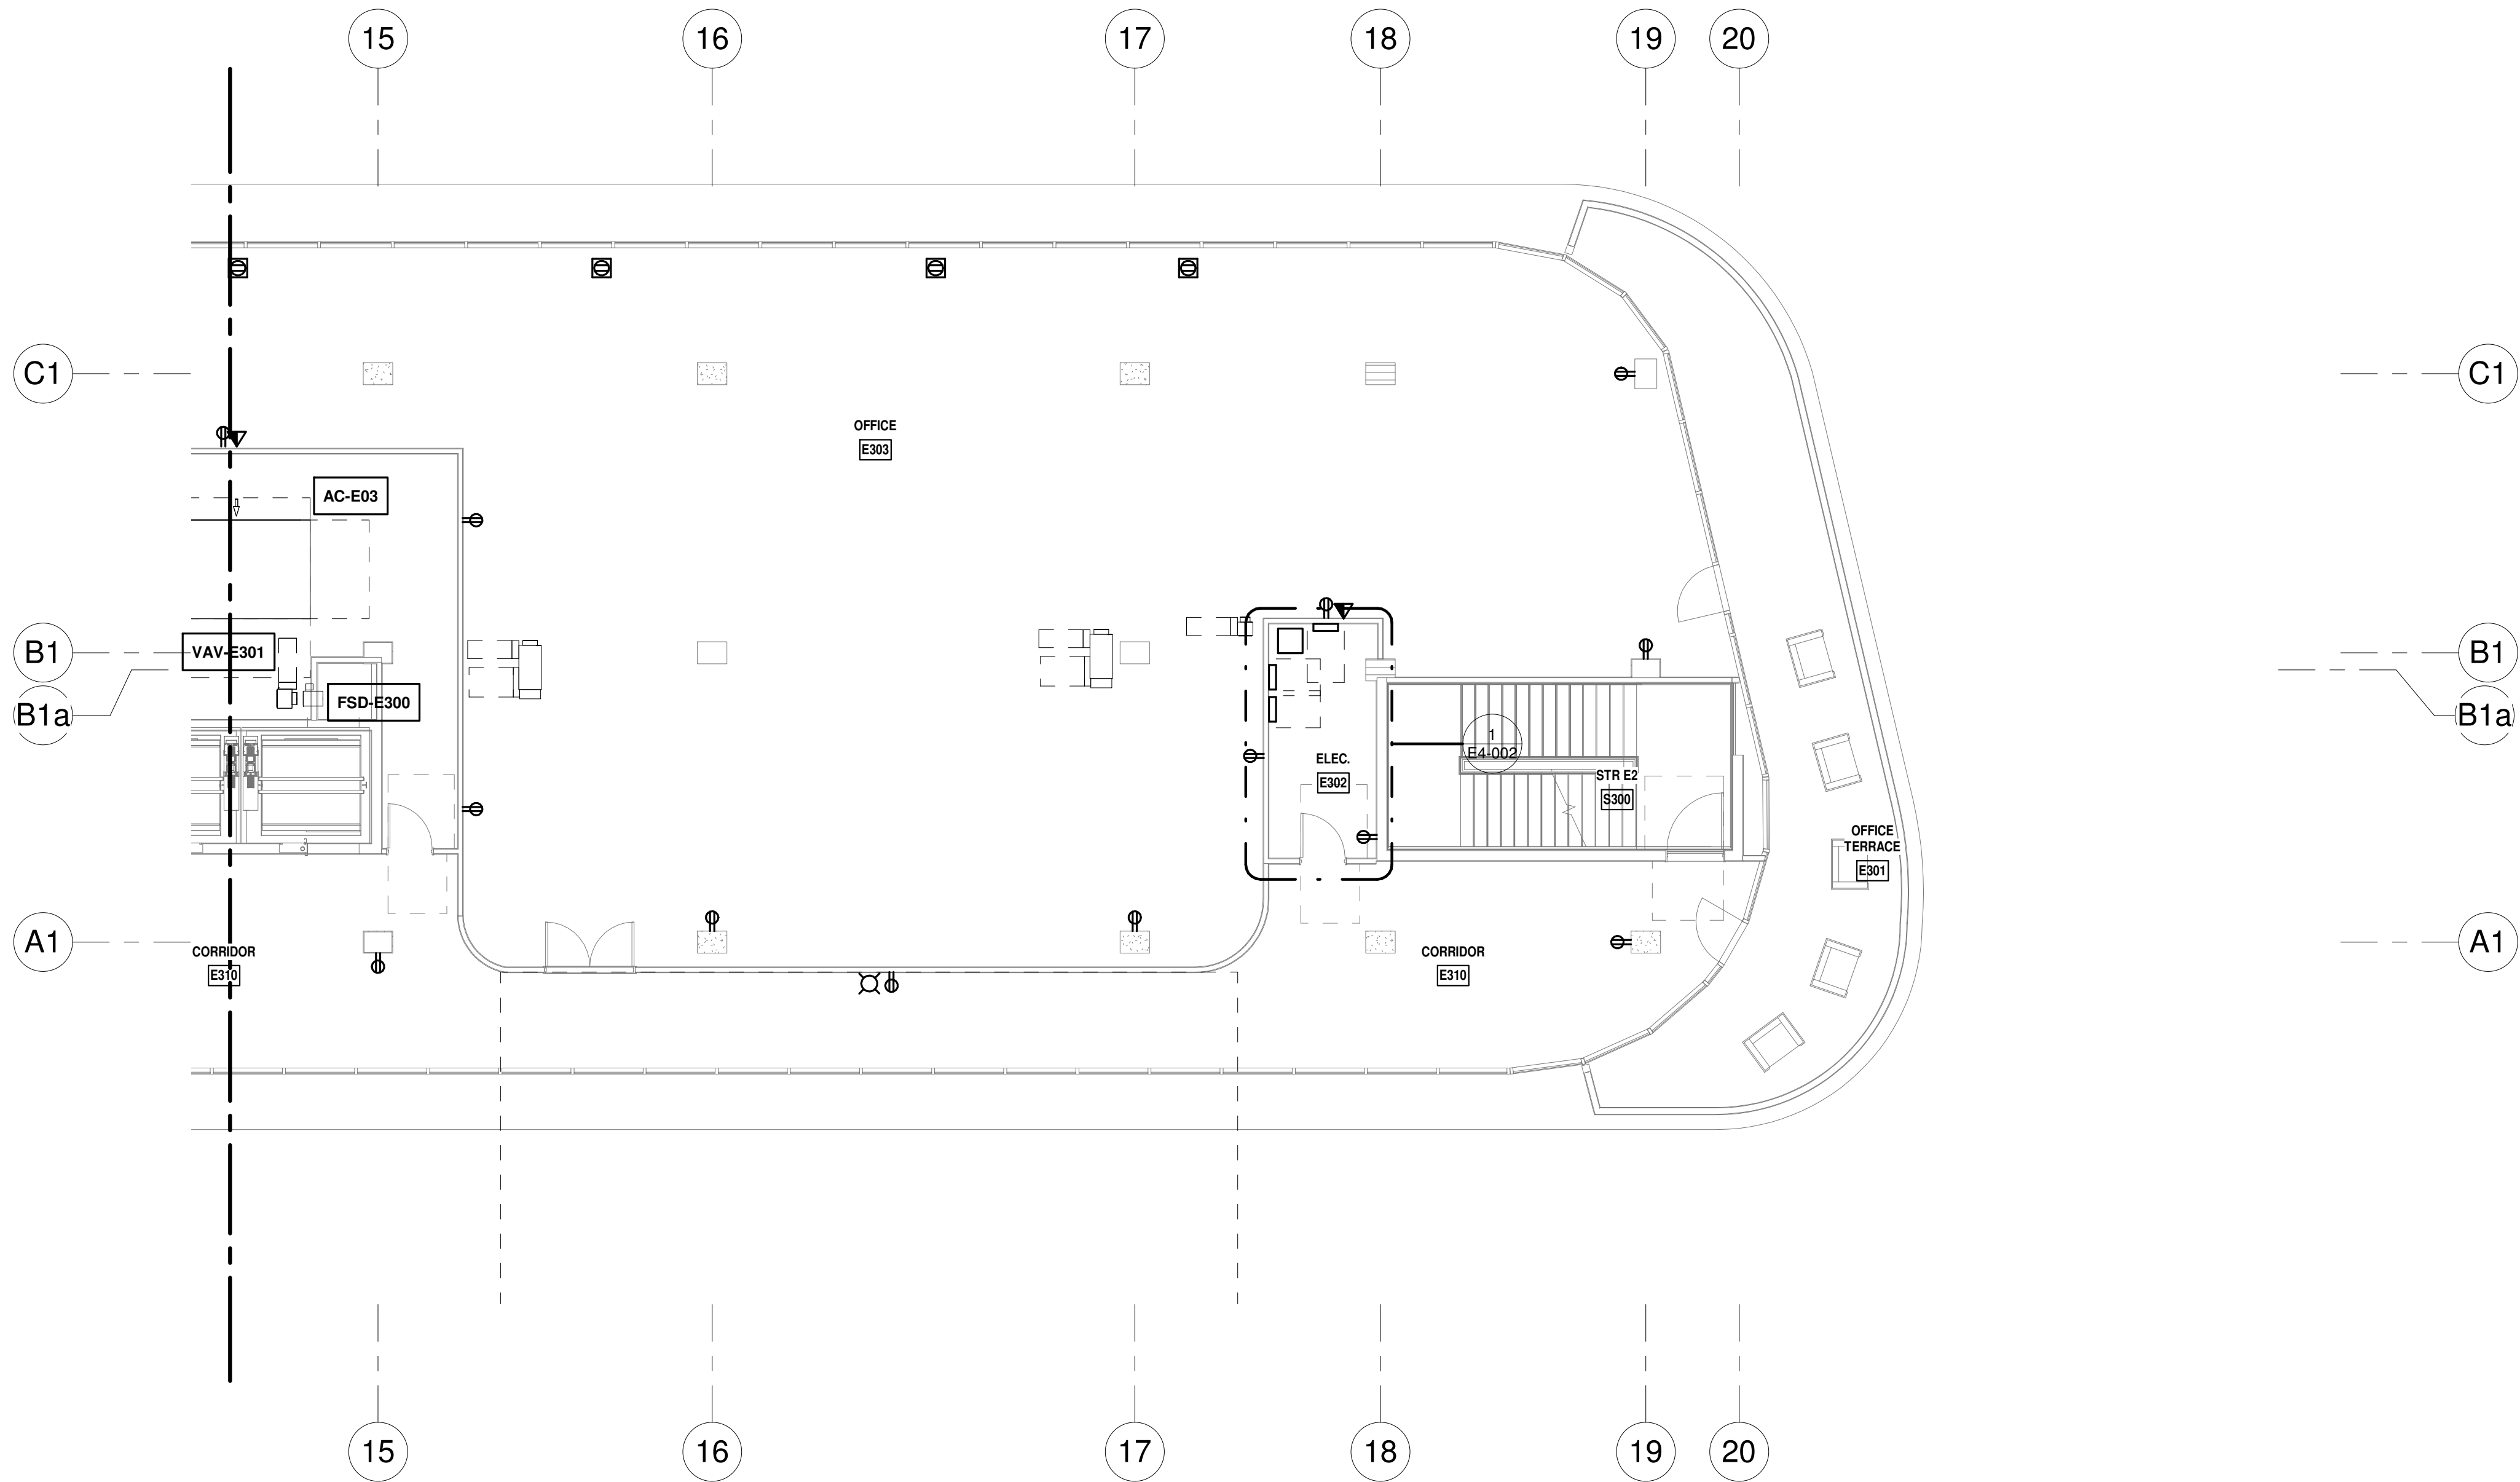 15
16
17
18
19
20
C1
C1
OFFICE
E303
AC-E03
B1
VAV-E301
B1
FSD-E300
B1a
B1a
1
E4-002
ELEC.
E302
STR E2
S300
OFFICE
TERRACE
E301
A1
A1
CORRIDOR
E310
CORRIDOR
E310
15
16
17
18
19
20